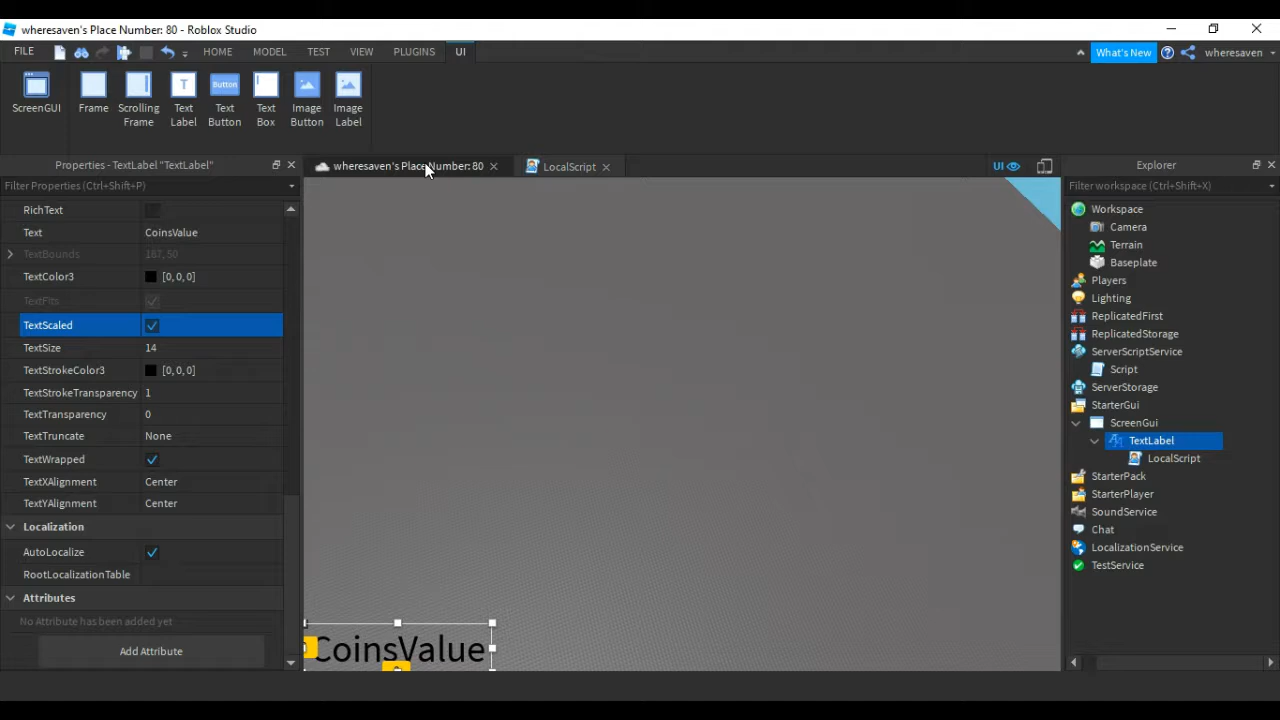 wheresaven's Place Number: 80 - Roblox Studio
FILE
HOME
MODEL
TEST
VIEW
PLUGINS
UI
What's New
wheresaven
ScreenGUI
Frame
Scrolling
Frame
Text
Label
Button
Text
Button
Text
Box
Image
Button
Image
Label
Properties - TextLabel "TextLabel"
wheresaven's Place Number: 80
LocalScript
UI
Explorer
Filter Properties (Ctrl+Shift+P)
RichText
Text CoinsValue
TextBounds 187, 50
TextColor3 [0, 0, 0]
TextFits
TextScaled
TextSize 14
TextStrokeColor3 [0, 0, 0]
TextStrokeTransparency 1
TextTransparency 0
TextTruncate None
TextWrapped
TextXAlignment Center
TextYAlignment Center
Localization
AutoLocalize
RootLocalizationTable
Attributes
No Attribute has been added yet
Add Attribute
CoinsValue
Filter workspace (Ctrl+Shift+X)
Workspace
Camera
Terrain
Baseplate
Players
Lighting
ReplicatedFirst
ReplicatedStorage
ServerScriptService
Script
ServerStorage
StarterGui
ScreenGui
TextLabel
LocalScript
StarterPack
StarterPlayer
SoundService
Chat
LocalizationService
TestService